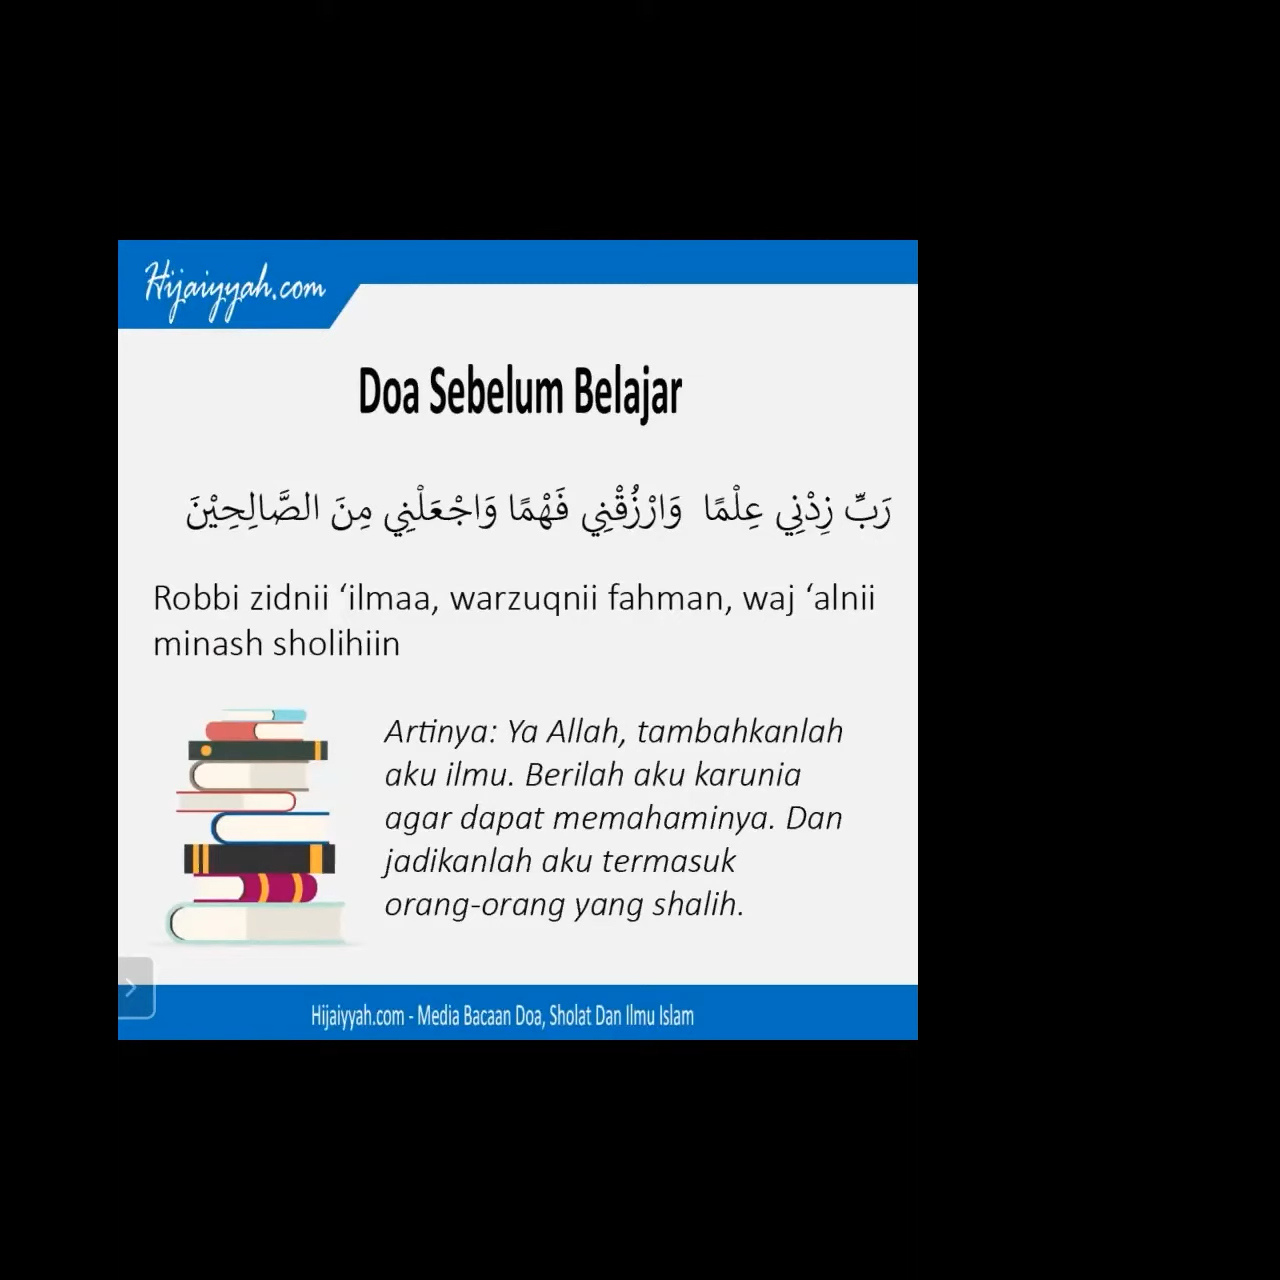 Hijaiyyah.com
Doa Sebelum Belajar
رَبِّ زِدْنِي عِلْمًا وَارْزُقْنِي فَهْمًا وَاجْعَلْنِي مِنَ الصَّالِحِيْنَ
Robbi zidnii ‘ilmaa, warzuqnii fahman, waj ‘alnii
minash sholihiin
Artinya: Ya Allah, tambahkanlah
aku ilmu. Berilah aku karunia
agar dapat memahaminya. Dan
jadikanlah aku termasuk
orang-orang yang shalih.
Hijaiyyah.com - Media Bacaan Doa, Sholat Dan Ilmu Islam